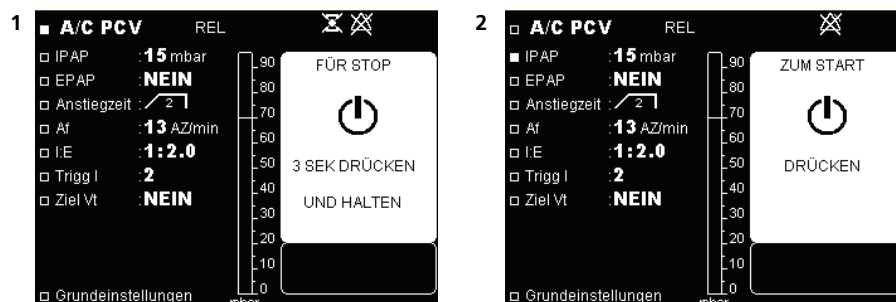 1
A/C PCV REL
IPAP :15 mbar
EPAP :NEIN
Anstiegzeit : 2
Af :13 AZ/min
I:E :1:2.0
Trigg I :2
Ziel Vt :NEIN
Grundeinstellungen
90
80
70
60
50
40
30
20
10
0
FÜR STOP
3 SEK DRÜCKEN
UND HALTEN
2
A/C PCV REL
IPAP :15 mbar
EPAP :NEIN
Anstiegzeit : 2
Af :13 AZ/min
I:E :1:2.0
Trigg I :2
Ziel Vt :NEIN
Grundeinstellungen
90
80
70
60
50
40
30
20
10
0
ZUM START
DRÜCKEN